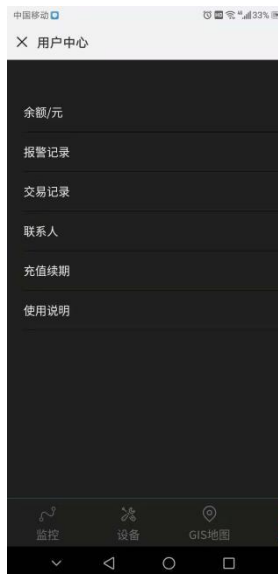 中国移动 HD 4G 33%
× 用户中心
余额/元
报警记录
交易记录
联系人
充值续期
使用说明
监控 设备 GIS地图